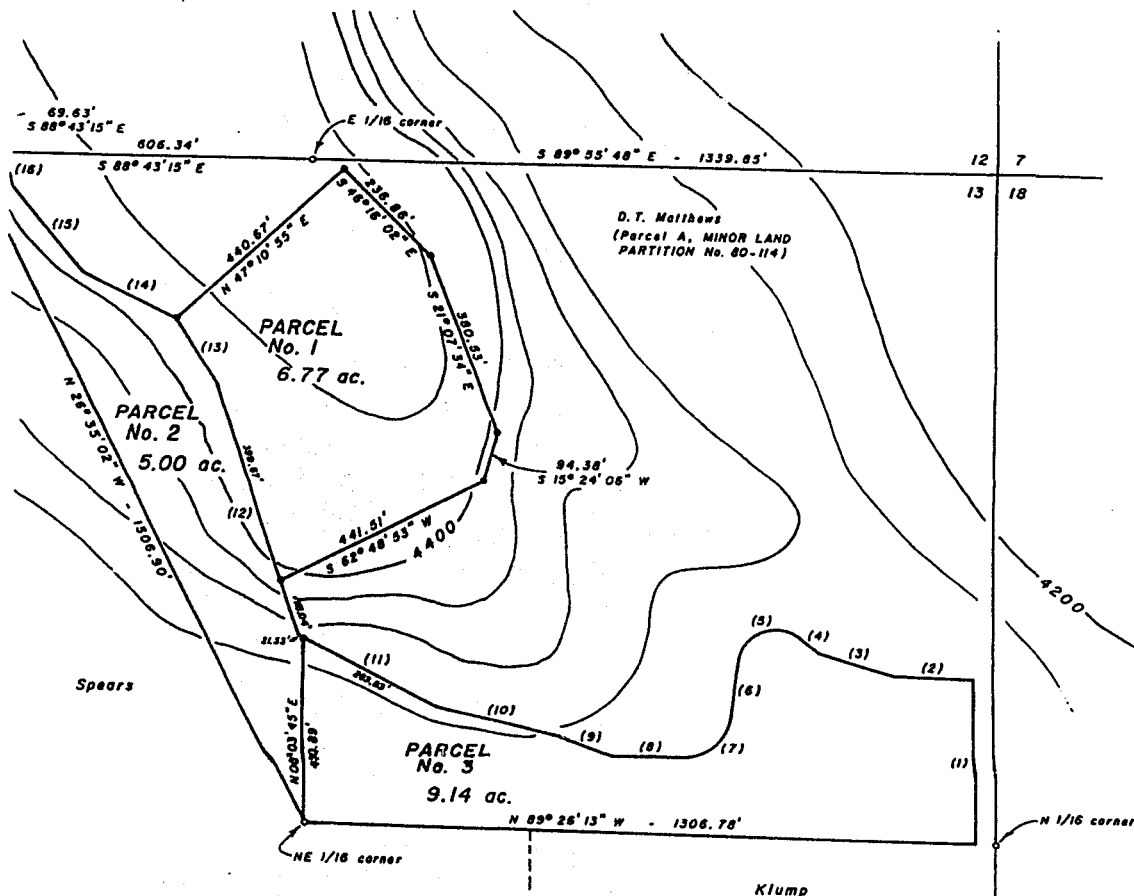 69.63'
S 88° 43' 15" E
606.34'
S 88° 43' 15" E
E 1/16 corner
S 89° 55' 48" E - 1339.65'
12 7
13 18
(16)
(15)
(14)
(13)
440.67'
N 47° 10' 55" E
236.86'
S 46° 16' 02" E
D.T. Matthews
(Parcel A, MINOR LAND
PARTITION No. 80-114)
380.53'
S 21° 07' 34" E
PARCEL
No. 1
6.77 ac.
PARCEL
No. 2
5.00 ac.
N 26° 35' 02" W - 1506.90'
(12)
94.38'
S 15° 24' 05" W
441.51'
S 62° 48' 53" W
4400
4200
21.53'
(11)
(10)
(9)
(8)
(7)
(6)
(5)
(4)
(3)
(2)
(1)
Spears
PARCEL
No. 3
9.14 ac.
N 89° 26' 13" W - 1306.78'
NE 1/16 corner
N 1/16 corner
Klump